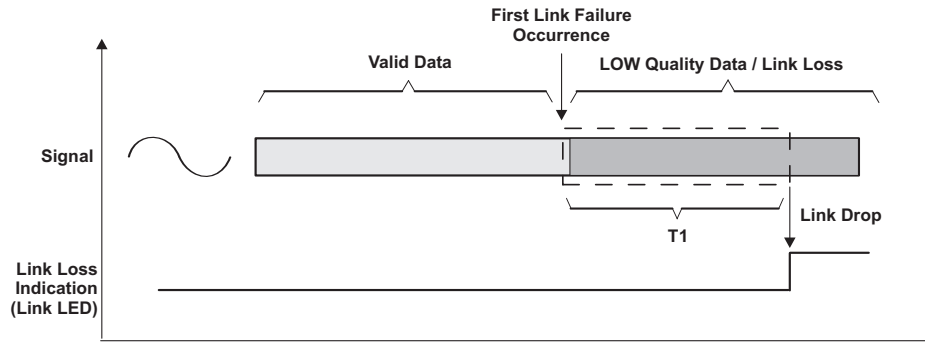 First Link Failure
Occurrence
Valid Data
LOW Quality Data / Link Loss
Signal
T1
Link Drop
Link Loss
Indication
(Link LED)